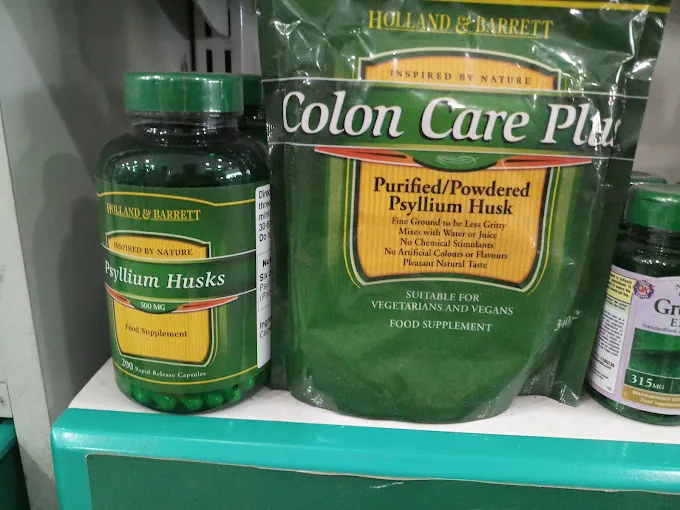 HOLLAND & BARRETT
INSPIRED BY NATURE
Psyllium Husks
500 MG
Food Supplement
200 Rapid Release Capsules
HOLLAND & BARRETT
INSPIRED BY NATURE
Colon Care Plus
Purified/Powdered
Psyllium Husk
Fine Ground to be Less Gritty
Mixes with Water or Juice
No Chemical Stimulants
No Artificial Colours or Flavours
Pleasant Natural Taste
SUITABLE FOR
VEGETARIANS AND VEGANS
FOOD SUPPLEMENT
315MG